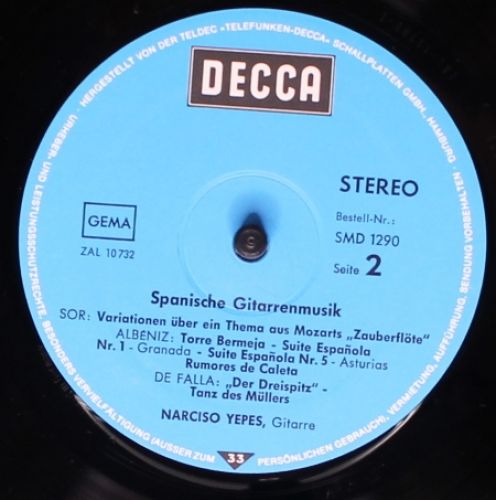 · HERGESTELLT VON DER TELDEC »TELEFUNKEN-DECCA« SCHALLPLATTEN GMBH., HAMBURG ·
URHEBER- UND LEISTUNGSSCHUTZRECHTE, BESONDERS VERVIELFÄLTIGUNG (AUSSER ZUM PERSÖNLICHEN GEBRAUCH), VERMIETUNG, AUFFÜHRUNG, SENDUNG VORBEHALTEN
DECCA
STEREO
Bestell-Nr.:
GEMA
SMD 1290
ZAL 10 732
Seite 2
Spanische Gitarrenmusik
SOR: Variationen über ein Thema aus Mozarts „Zauberflöte“
ALBENIZ: Torre Bermeja - Suite Española
Nr. 1 - Granada - Suite Española Nr. 5 - Asturias
Rumores de Caleta
DE FALLA: „Der Dreispitz“ -
Tanz des Müllers
NARCISO YEPES, Gitarre
33